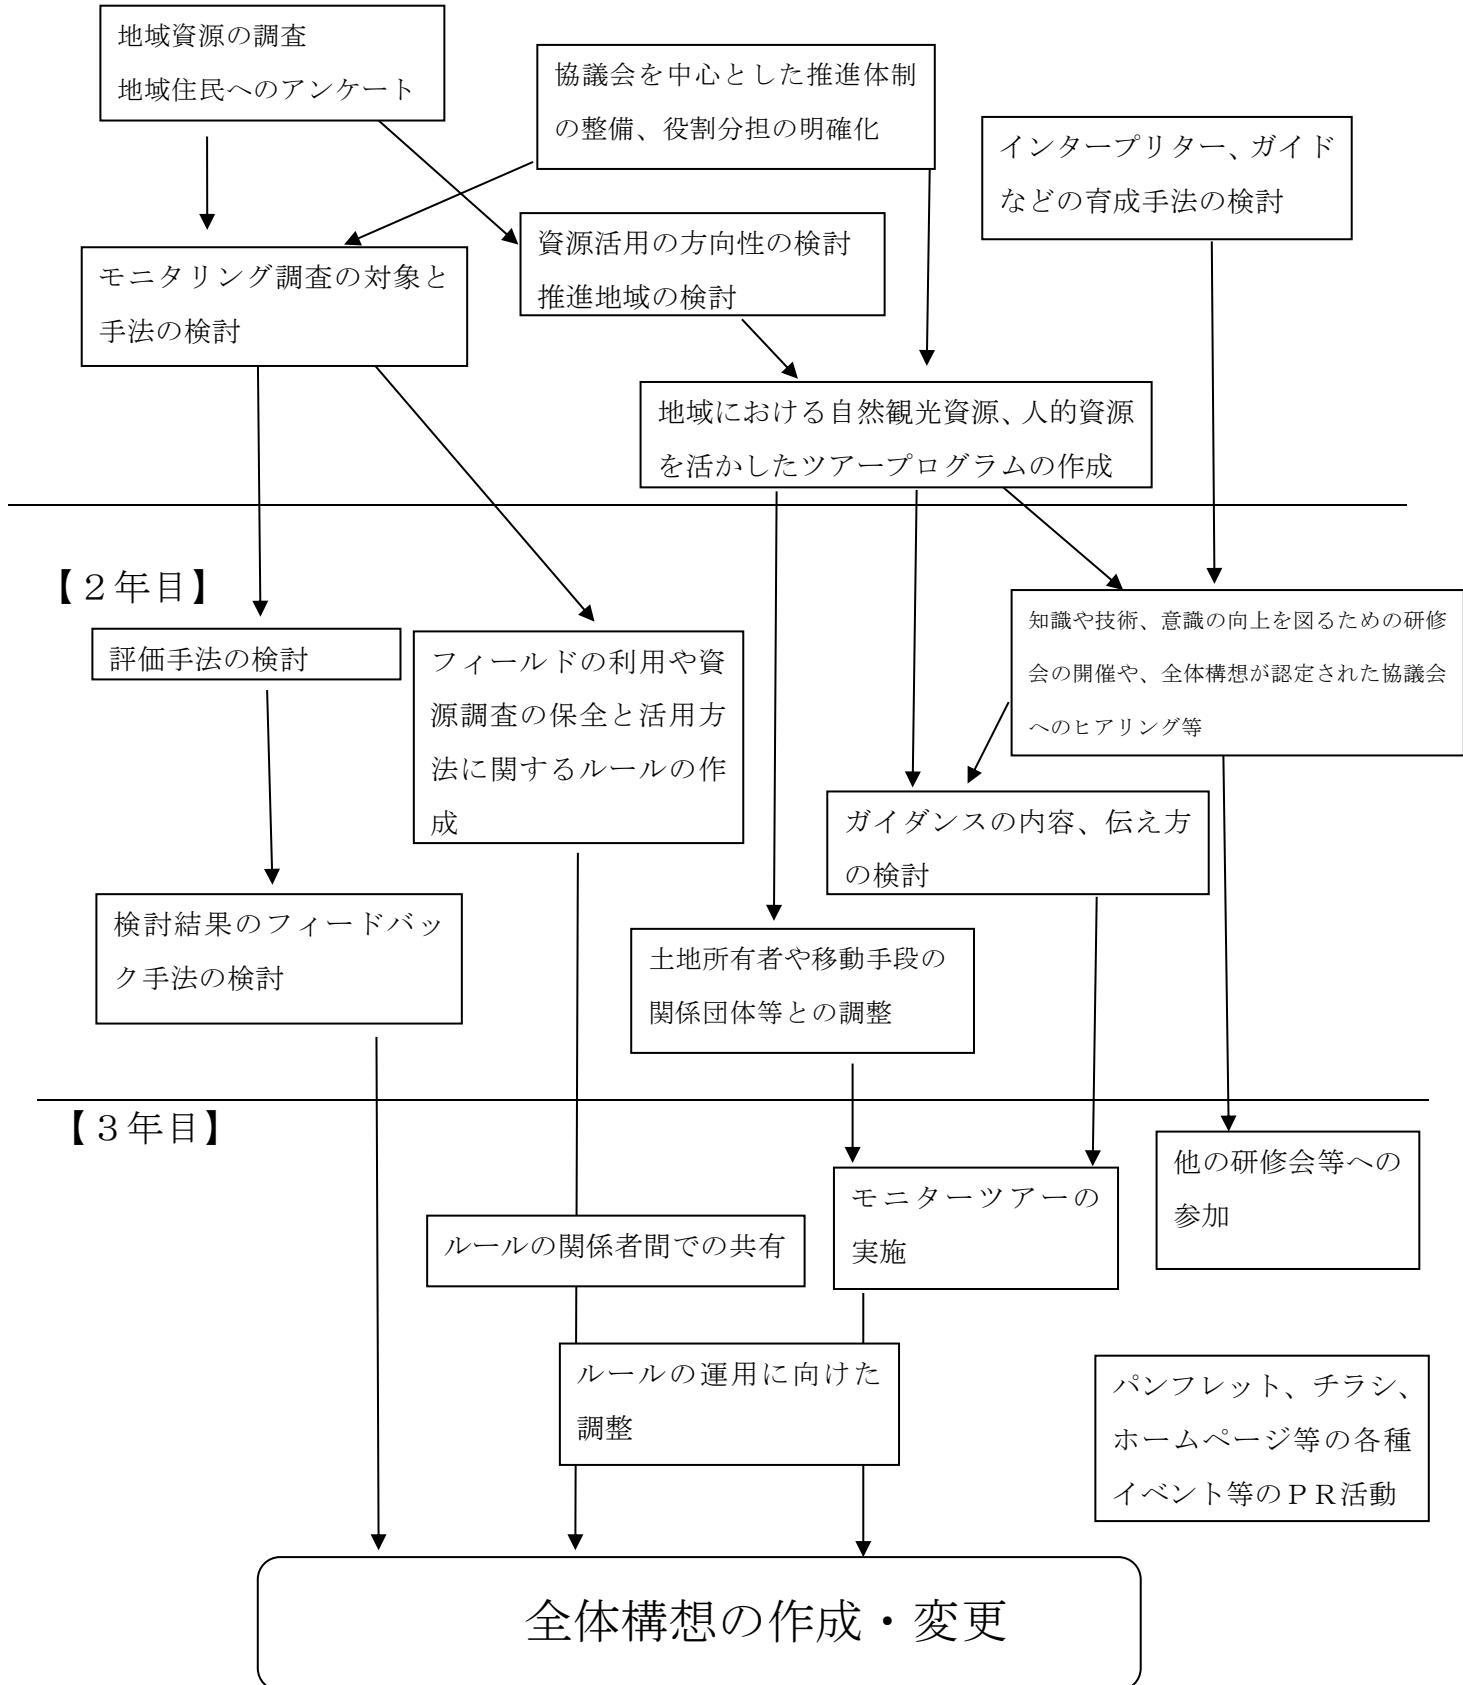 地域資源の調査
地域住民へのアンケート
協議会を中心とした推進体制
の整備、役割分担の明確化
インタープリター、ガイド
などの育成手法の検討
資源活用の方向性の検討
推進地域の検討
モニタリング調査の対象と
手法の検討
地域における自然観光資源、人的資源
を活かしたツアープログラムの作成
【２年目】
知識や技術、意識の向上を図るための研修
会の開催や、全体構想が認定された協議会
へのヒアリング等
評価手法の検討
フィールドの利用や資
源調査の保全と活用方
法に関するルールの作
成
ガイダンスの内容、伝え方
の検討
検討結果のフィードバッ
ク手法の検討
土地所有者や移動手段の
関係団体等との調整
【３年目】
他の研修会等への
参加
モニターツアーの
実施
ルールの関係者間での共有
ルールの運用に向けた
調整
パンフレット、チラシ、
ホームページ等の各種
イベント等のＰＲ活動
全体構想の作成・変更